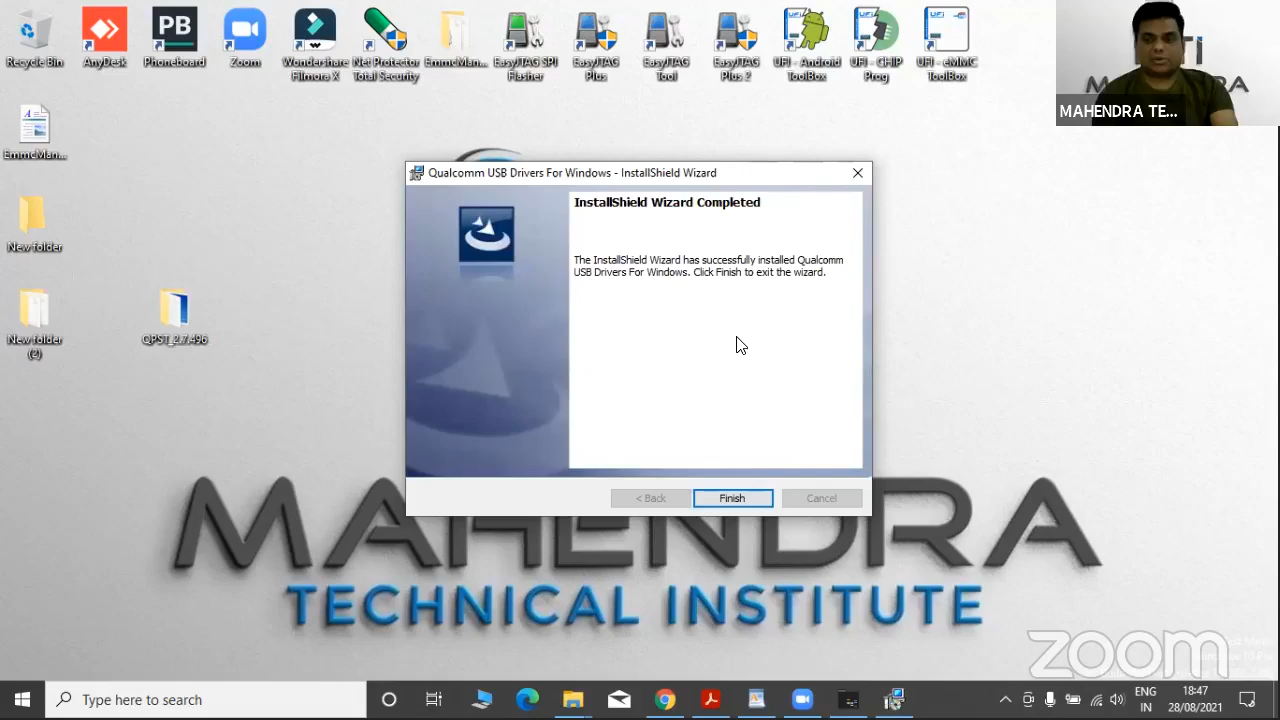 Recycle Bin
AnyDesk
PB
Phoneboard
Zoom
Wondershare
Filmora X
Net Protector
Total Security
EmmcMan...
EasyJTAG SPI
Flasher
EasyJTAG
Plus
EasyJTAG
Tool
EasyJTAG
Plus 2
UFi - Android
ToolBox
UFi - CHIP
Prog
UFi
UFi - eMMC
ToolBox
MAHENDRA TE...
EmmcMan...
New folder
New folder
(2)
QPST_2.7.496
Qualcomm USB Drivers For Windows - InstallShield Wizard
InstallShield Wizard Completed
The InstallShield Wizard has successfully installed Qualcomm
USB Drivers For Windows. Click Finish to exit the wizard.
< Back
Finish
Cancel
MAHENDRA
TECHNICAL INSTITUTE
zoom
Type here to search
ENG
IN
18:47
28/08/2021